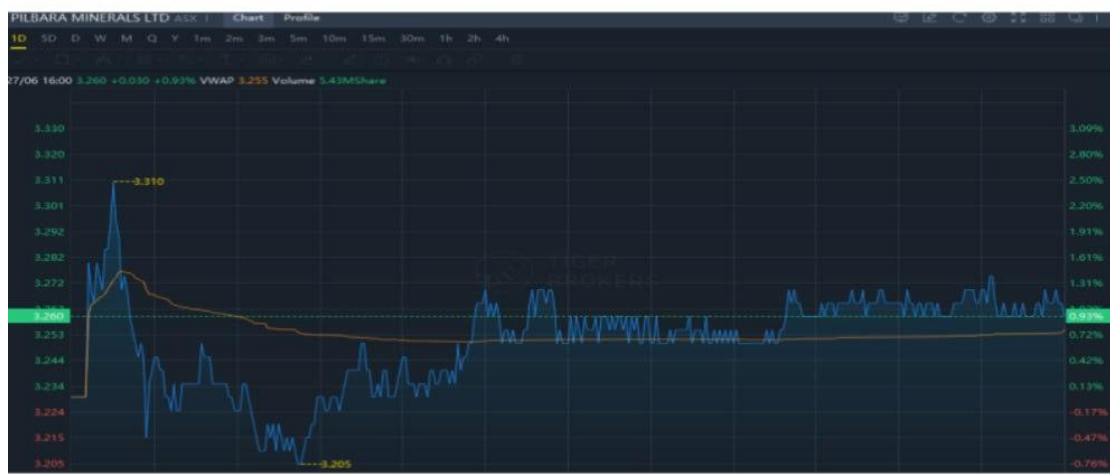 PILBARA MINERALS LTD ASX Chart Profile
1D 5D D W M Q Y 1m 2m 3m 5m 10m 15m 30m 1h 2h 4h
27/06 16:00 3.260 +0.030 +0.93% VWAP 3.255 Volume 5.43MShare
3.330 3.09%
3.320 2.80%
3.311 3.310 2.50%
3.301 2.20%
3.292 1.91%
3.282 1.61%
TIGER
BROKERS
3.272 1.31%
3.260 0.93%
3.253 0.72%
3.244 0.42%
3.234 0.13%
3.224 -0.17%
3.215 -0.47%
3.205 3.205 -0.76%